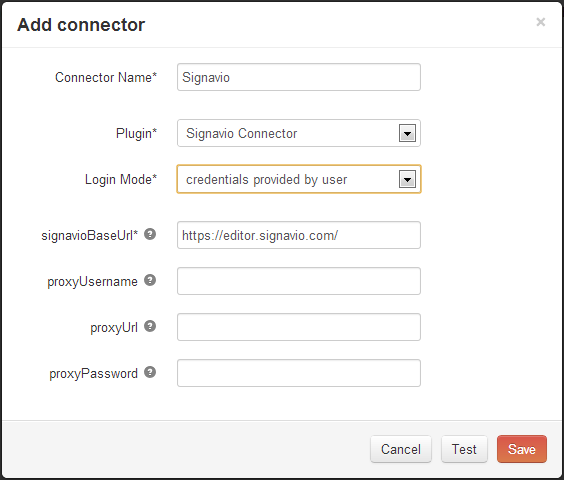 Add connector ×
Connector Name* Signavio
Plugin* Signavio Connector
Login Mode* credentials provided by user
signavioBaseUrl* ? https://editor.signavio.com/
proxyUsername ?
proxyUrl ?
proxyPassword ?
Cancel Test Save